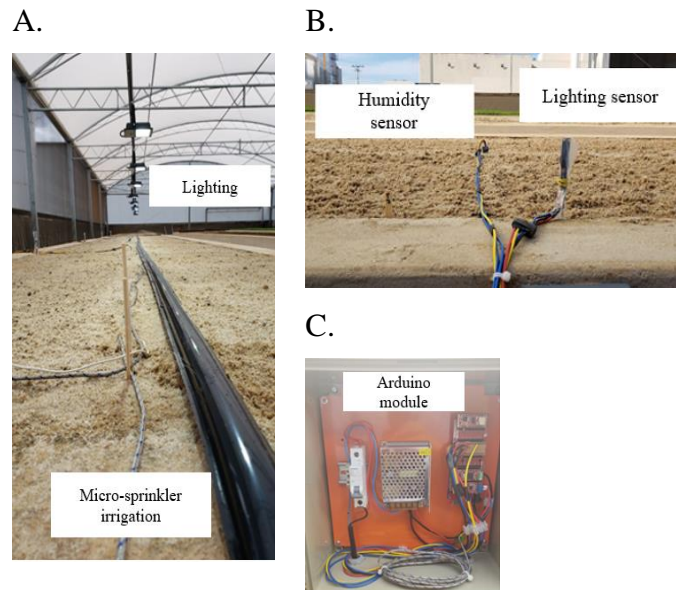 A.
Lighting
Micro-sprinkler
irrigation
B.
Humidity
sensor
Lighting sensor
C.
Arduino
module